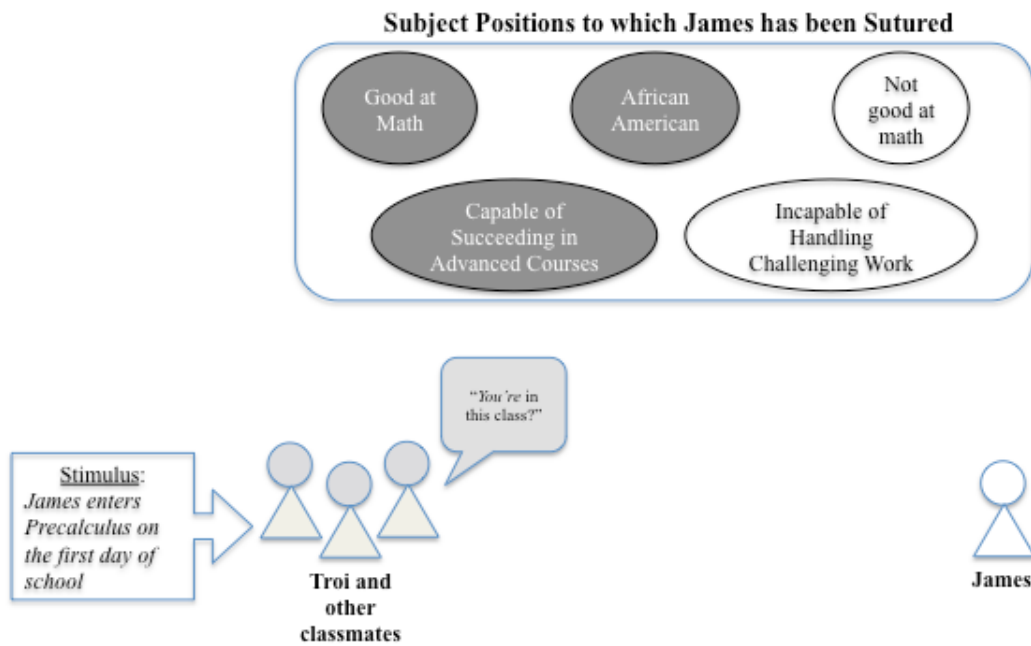 Subject Positions to which James has been Sutured
Good at
Math
African
American
Not
good at
math
Capable of
Succeeding in
Advanced Courses
Incapable of
Handling
Challenging Work
“You’re in
this class?”
Stimulus:
James enters
Precalculus on
the first day of
school
Troi and
other
classmates
James